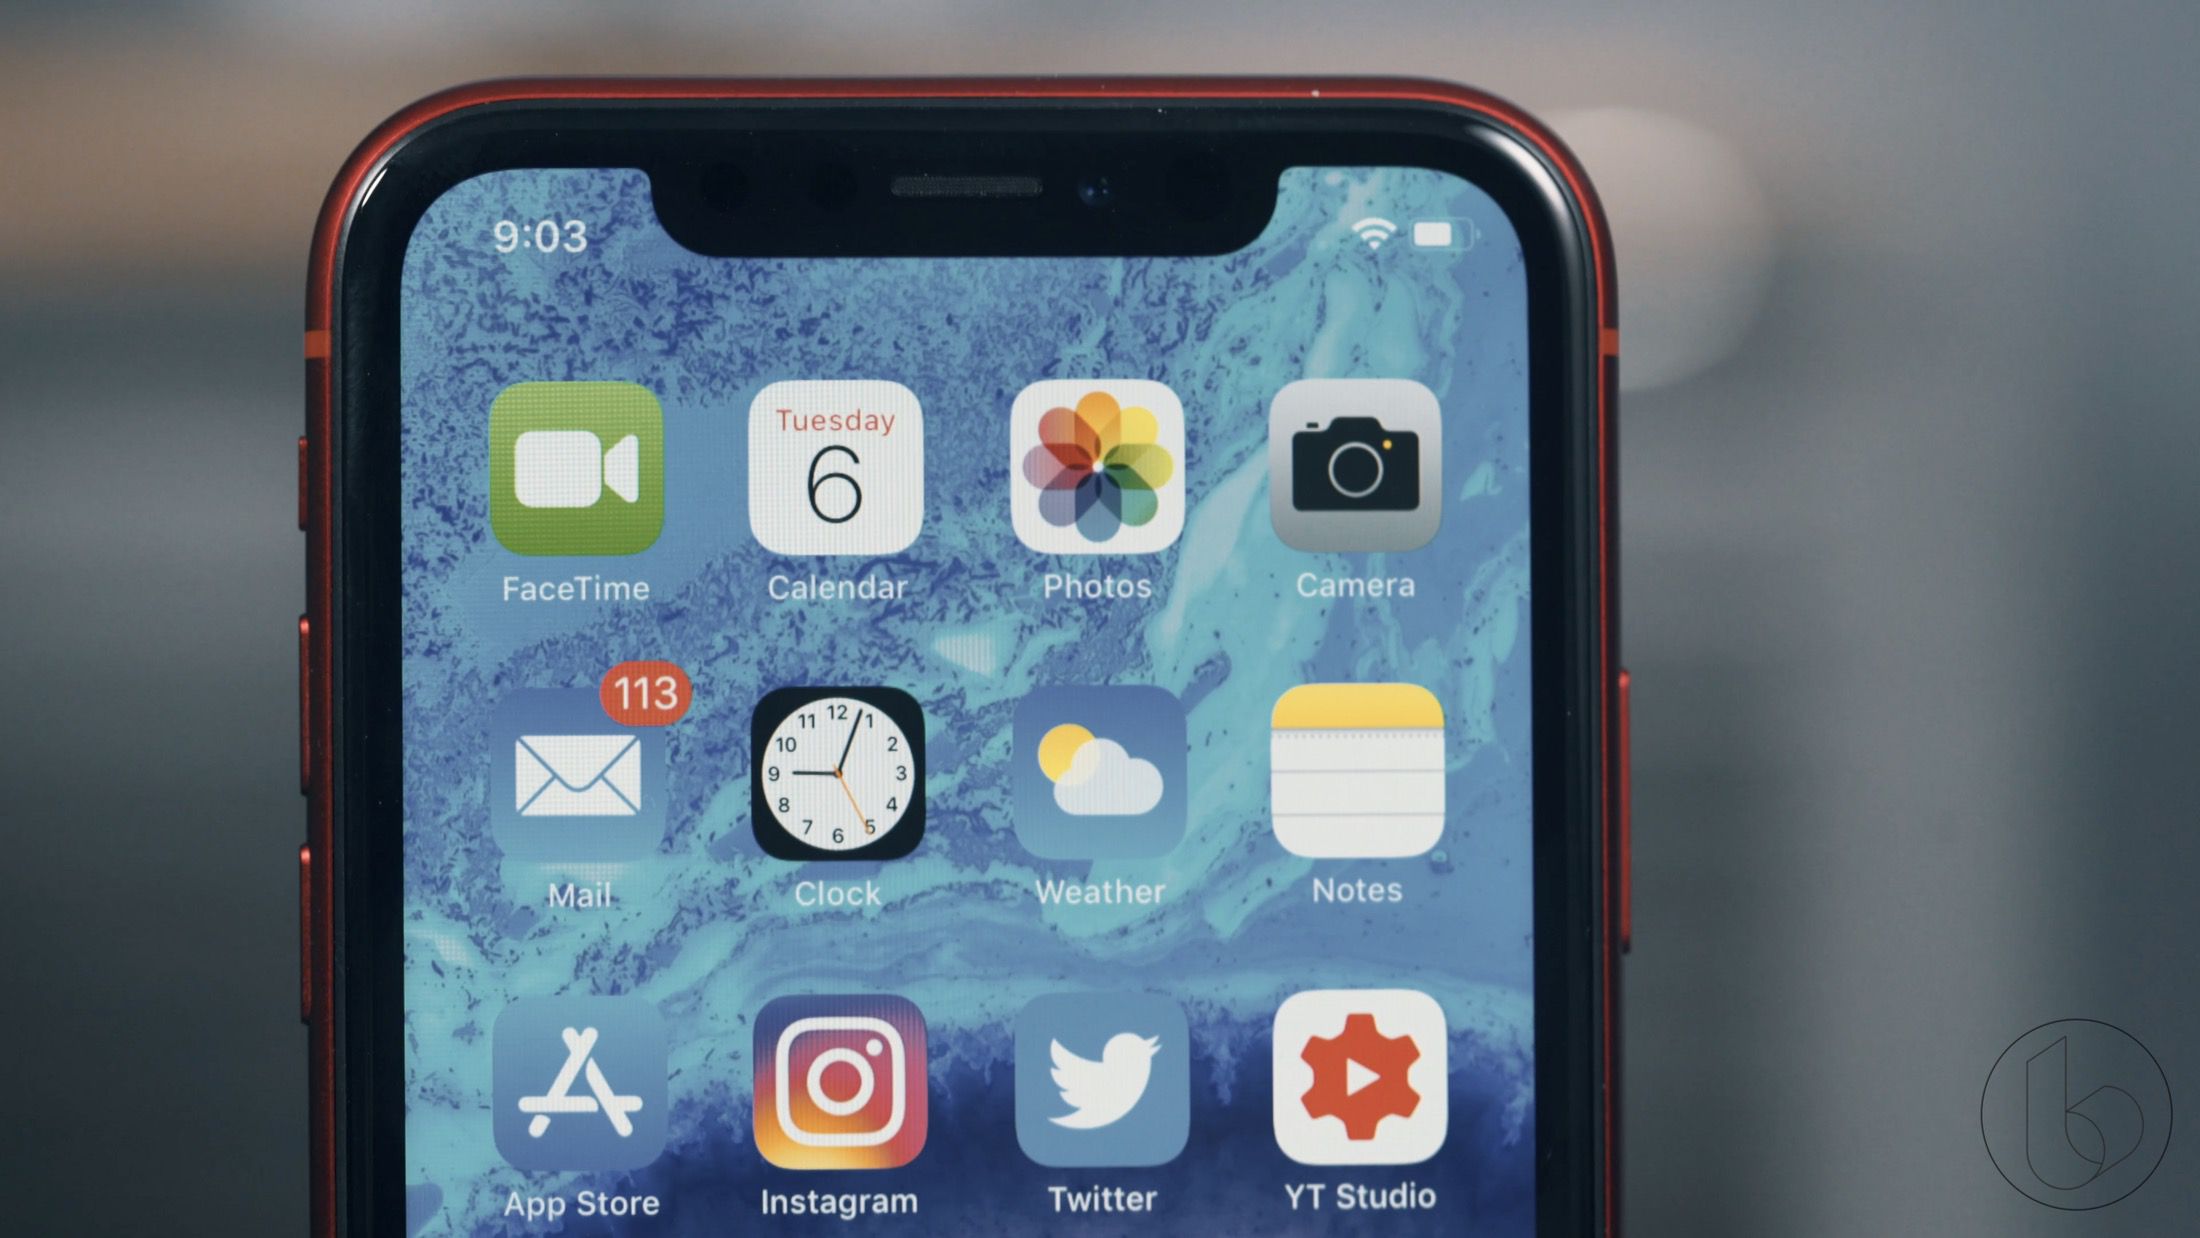 9:03
Tuesday
6
FaceTime
Calendar
Photos
Camera
113
12
11
1
10
2
9
3
8
4
7
5
6
Mail
Clock
Weather
Notes
App Store
Instagram
Twitter
YT Studio